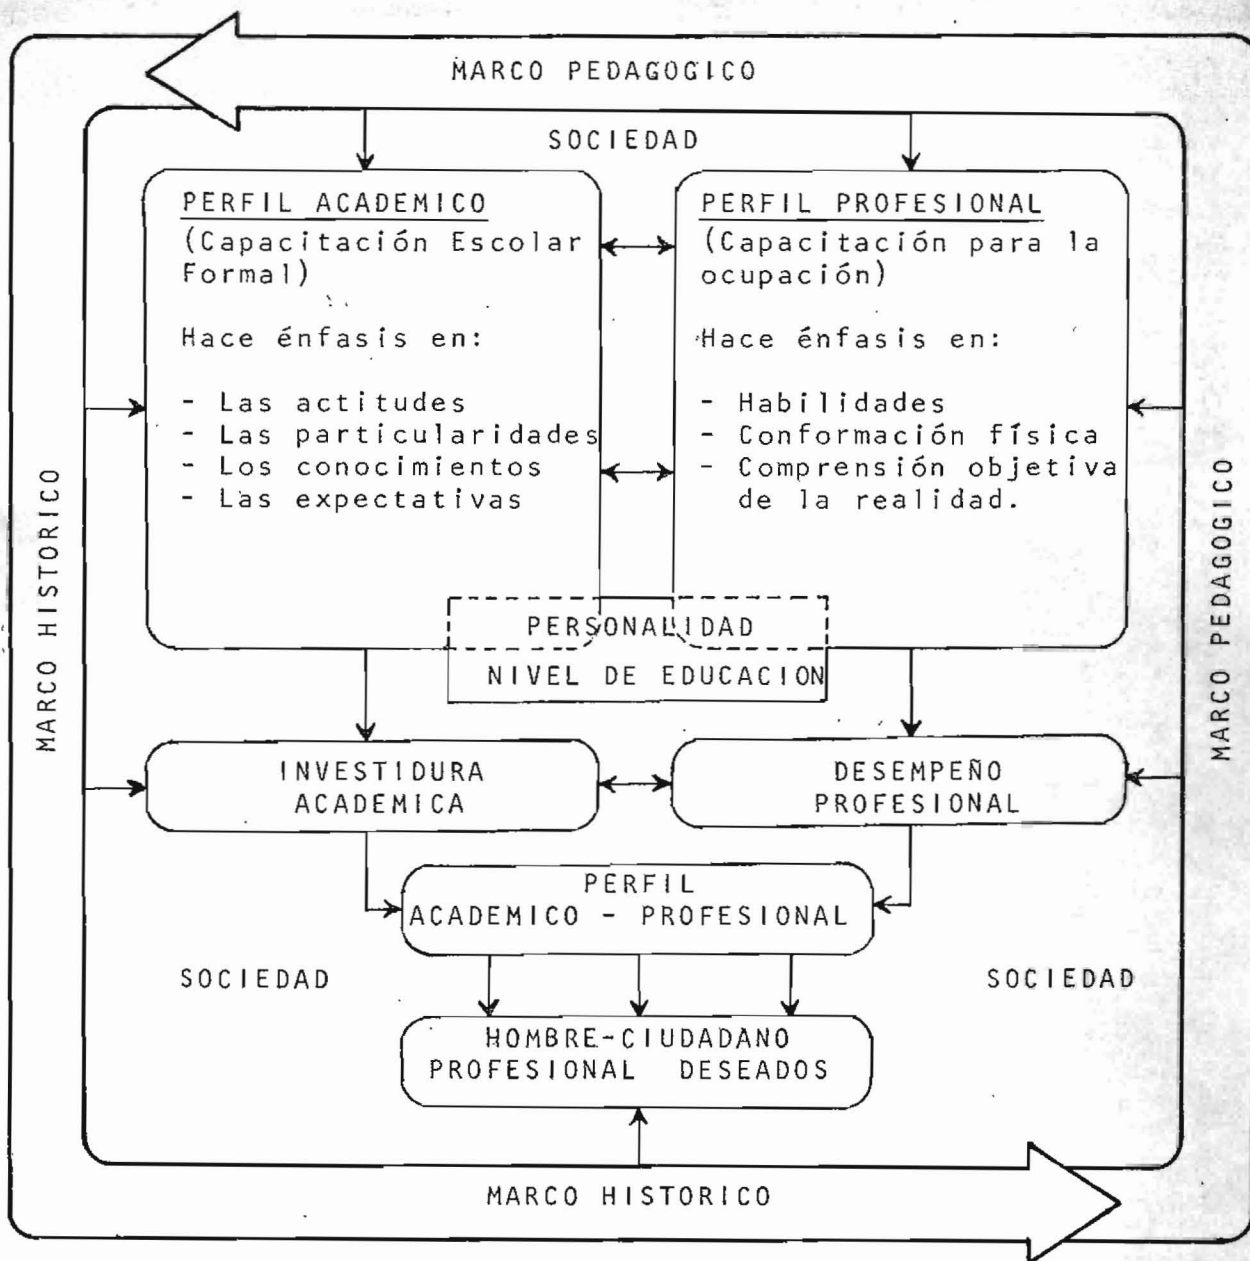 MARCO PEDAGOGICO
SOCIEDAD
PERFIL ACADEMICO
(Capacitación Escolar
Formal)
Hace énfasis en:
- Las actitudes
- Las particularidades
- Los conocimientos
- Las expectativas
PERFIL PROFESIONAL
(Capacitación para la
ocupación)
Hace énfasis en:
- Habilidades
- Conformación física
- Comprensión objetiva
de la realidad.
MARCO HISTORICO
MARCO PEDAGOGICO
PERSONALIDAD
NIVEL DE EDUCACION
INVESTIDURA
ACADEMICA
DESEMPEÑO
PROFESIONAL
PERFIL
ACADEMICO - PROFESIONAL
SOCIEDAD
SOCIEDAD
HOMBRE-CIUDADANO
PROFESIONAL DESEADOS
MARCO HISTORICO